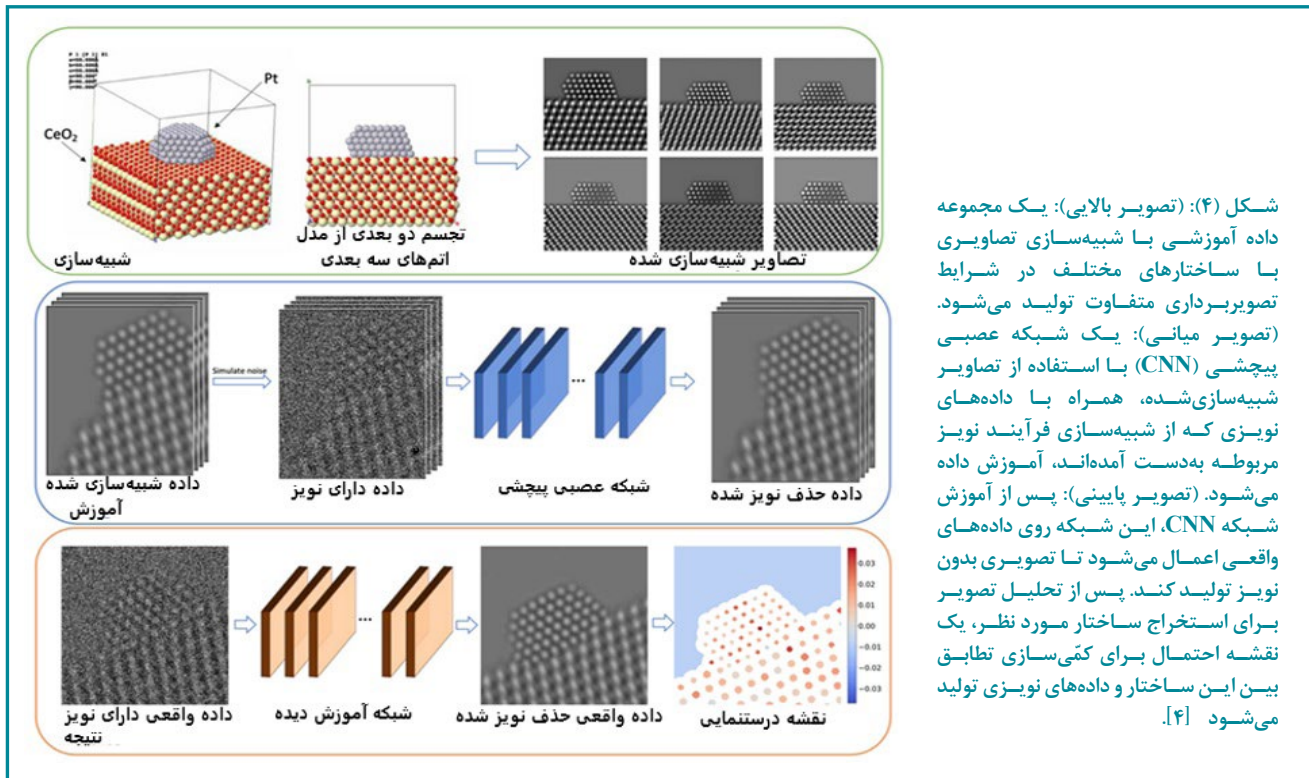 Pt
CeO2
شبیه‌سازی
تجسم دو بعدی از مدل
اتم‌های سه بعدی
تصاویر شبیه‌سازی شده
Simulate noise
داده شبیه‌سازی شده
داده دارای نویز
شبکه عصبی پیچشی
داده حذف نویز شده
آموزش
0.03
0.02
0.01
0.00
−0.01
−0.02
−0.03
داده واقعی دارای نویز
شبکه آموزش دیده
داده واقعی حذف نویز شده
نقشه درستنمایی
نتیجه
شکل (۴): (تصویر بالایی): یک مجموعه
داده آموزشی با شبیه‌سازی تصاویری
با ساختارهای مختلف در شرایط
تصویربرداری متفاوت تولید می‌شود.
(تصویر میانی): یک شبکه عصبی
پیچشی (CNN) با استفاده از تصاویر
شبیه‌سازی‌شده، همراه با داده‌های
نویزی که از شبیه‌سازی فرآیند نویز
مربوطه به‌دست آمده‌اند، آموزش داده
می‌شود. (تصویر پایینی): پس از آموزش
شبکه CNN، این شبکه روی داده‌های
واقعی اعمال می‌شود تا تصویری بدون
نویز تولید کند. پس از تحلیل تصویر
برای استخراج ساختار مورد نظر، یک
نقشه احتمال برای کمّی‌سازی تطابق
بین این ساختار و داده‌های نویزی تولید
می‌شود [۴].